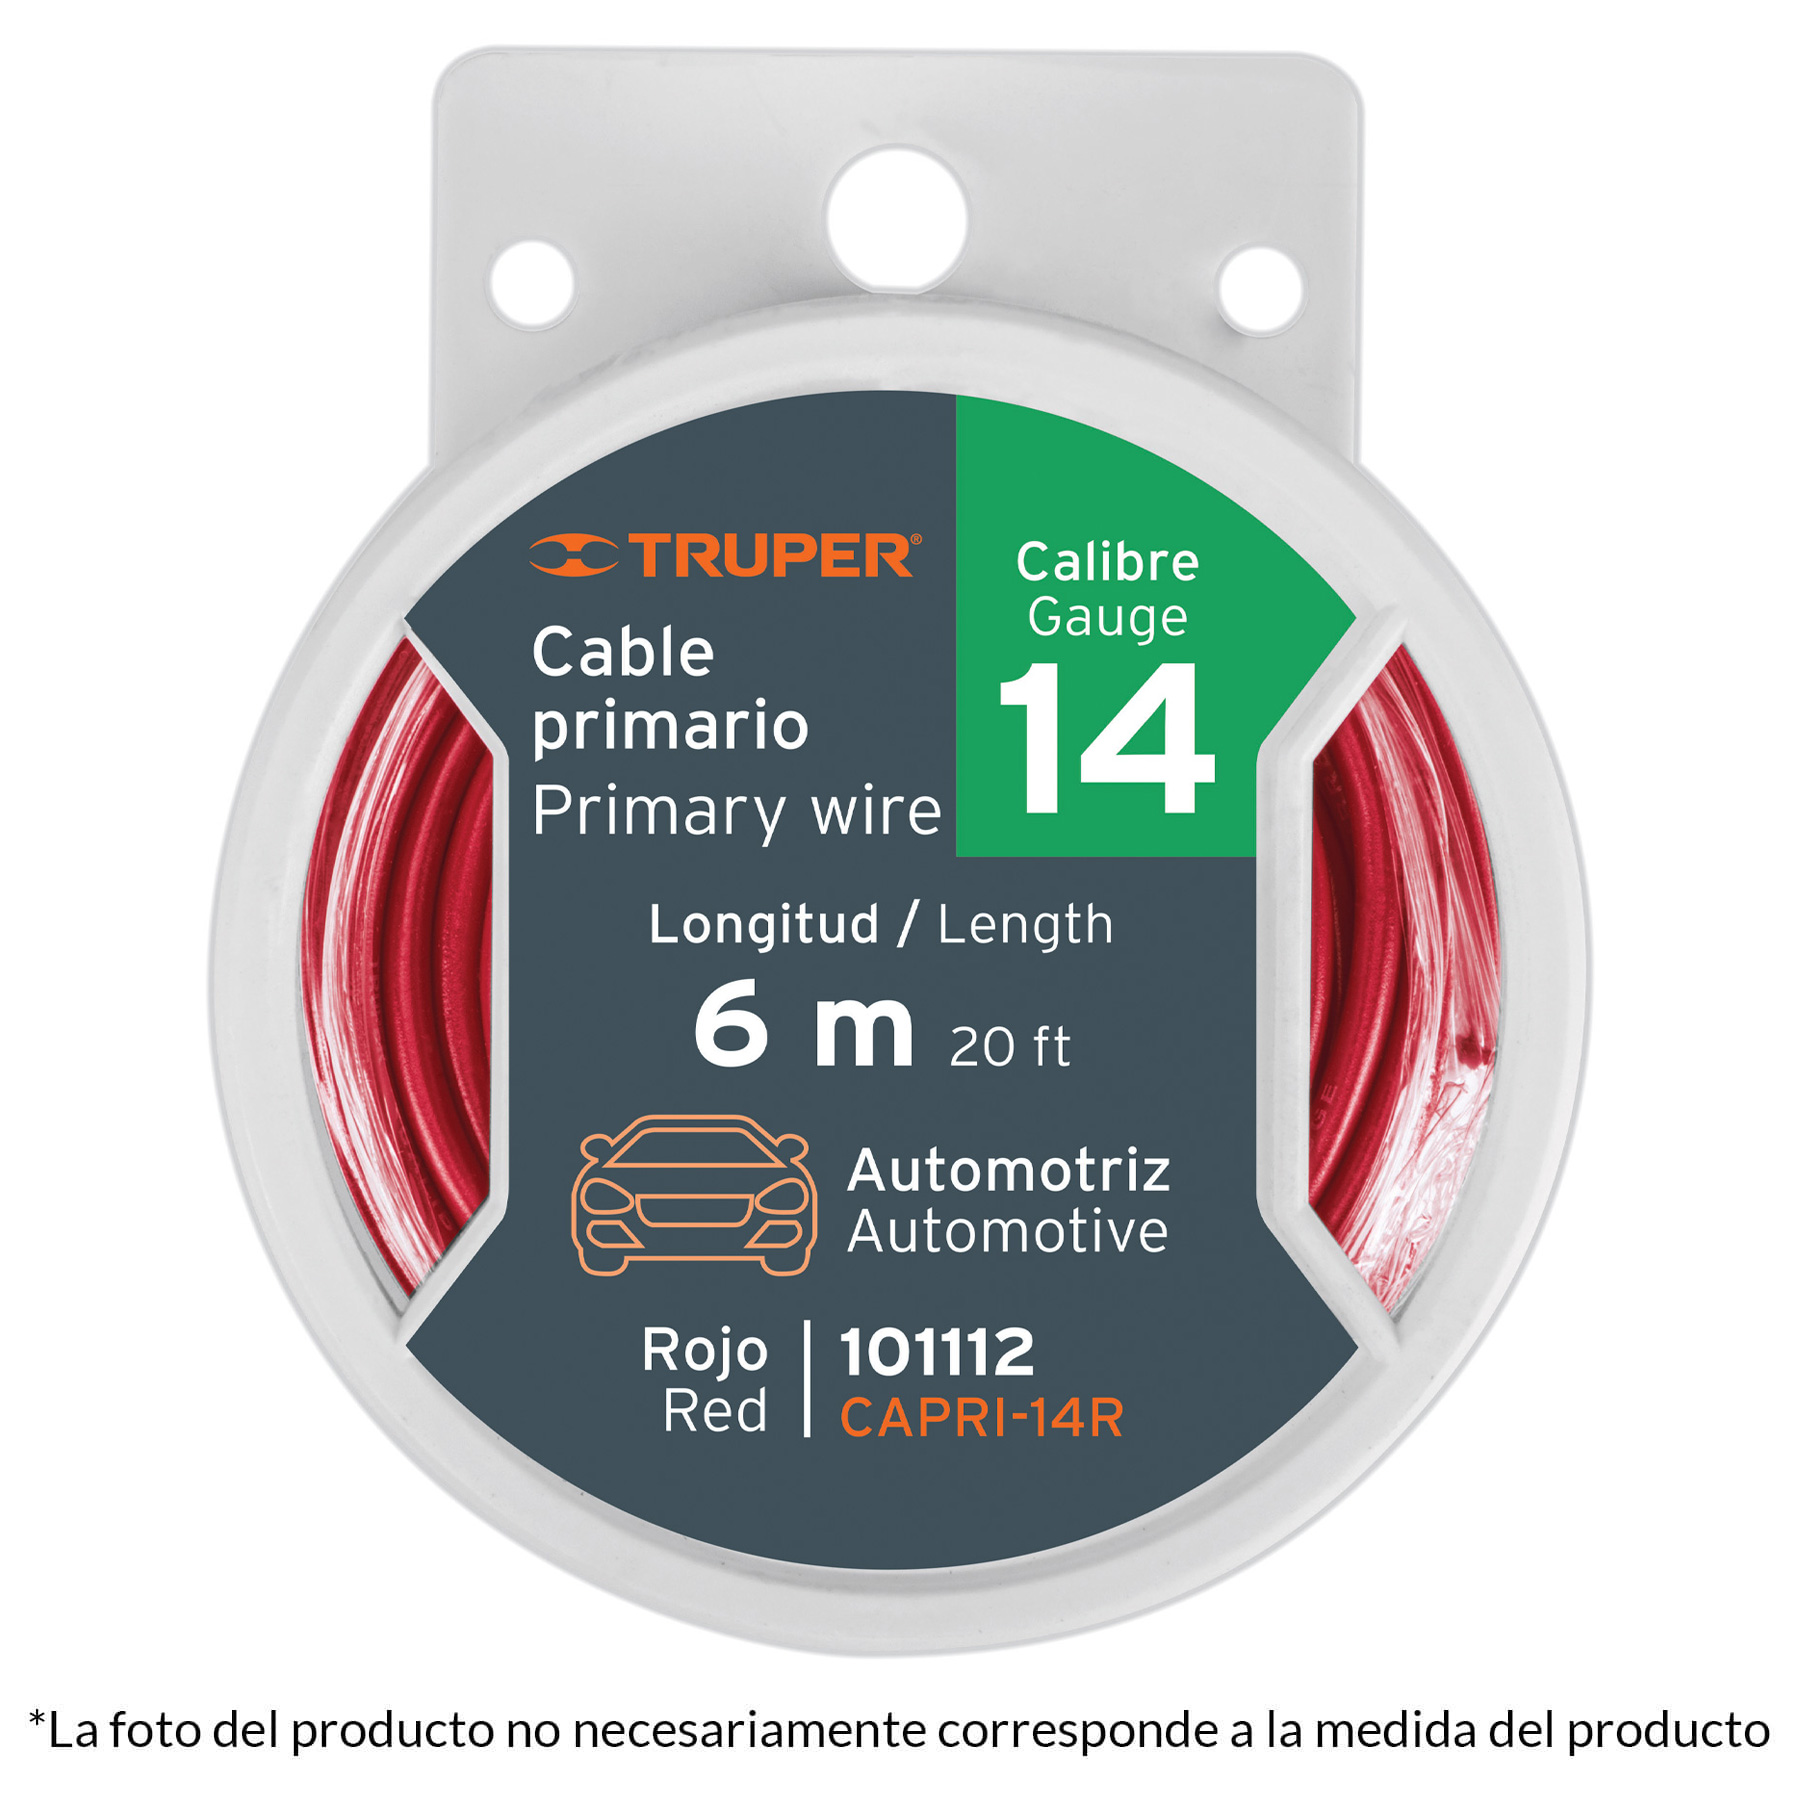 TRUPER®
Cable
primario
Primary wire
Calibre
Gauge
14
Longitud / Length
6 m 20 ft
Automotriz
Automotive
Rojo
Red
101112
CAPRI-14R
*La foto del producto no necesariamente corresponde a la medida del producto